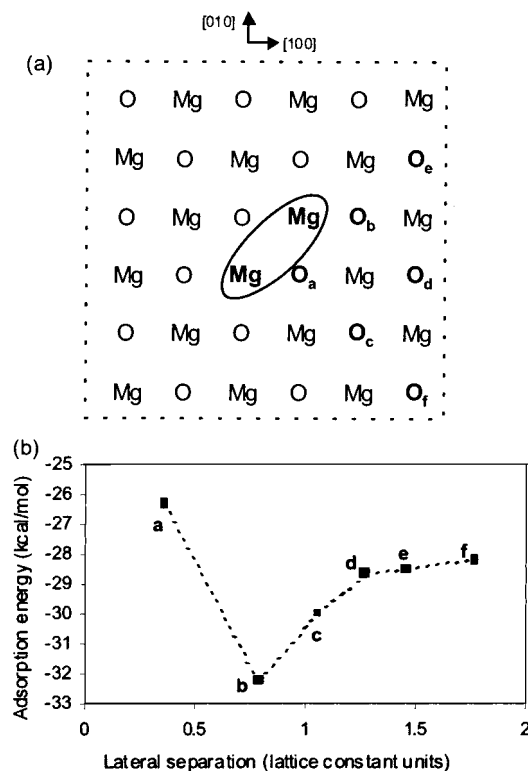 [010]
[100]
(a)
O Mg O Mg O Mg
Mg O Mg O Mg Oe
O Mg O Mg Ob Mg
Mg O Mg Oa Mg Od
O Mg O Mg Oc Mg
Mg O Mg O Mg Of
(b)
Adsorption energy (kcal/mol)
-25
-26
-27
-28
-29
-30
-31
-32
-33
a
b
c
d
e
f
0 0.5 1 1.5 2
Lateral separation (lattice constant units)